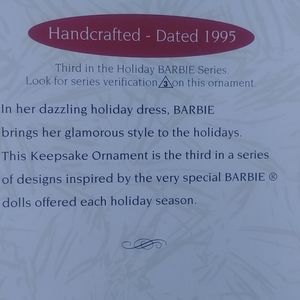 Handcrafted - Dated 1995
Third in the Holiday BARBIE Series.
Look for series verification 3 on this ornament.
In her dazzling holiday dress, BARBIE
brings her glamorous style to the holidays.
This Keepsake Ornament is the third in a series
of designs inspired by the very special BARBIE ®
dolls offered each holiday season.